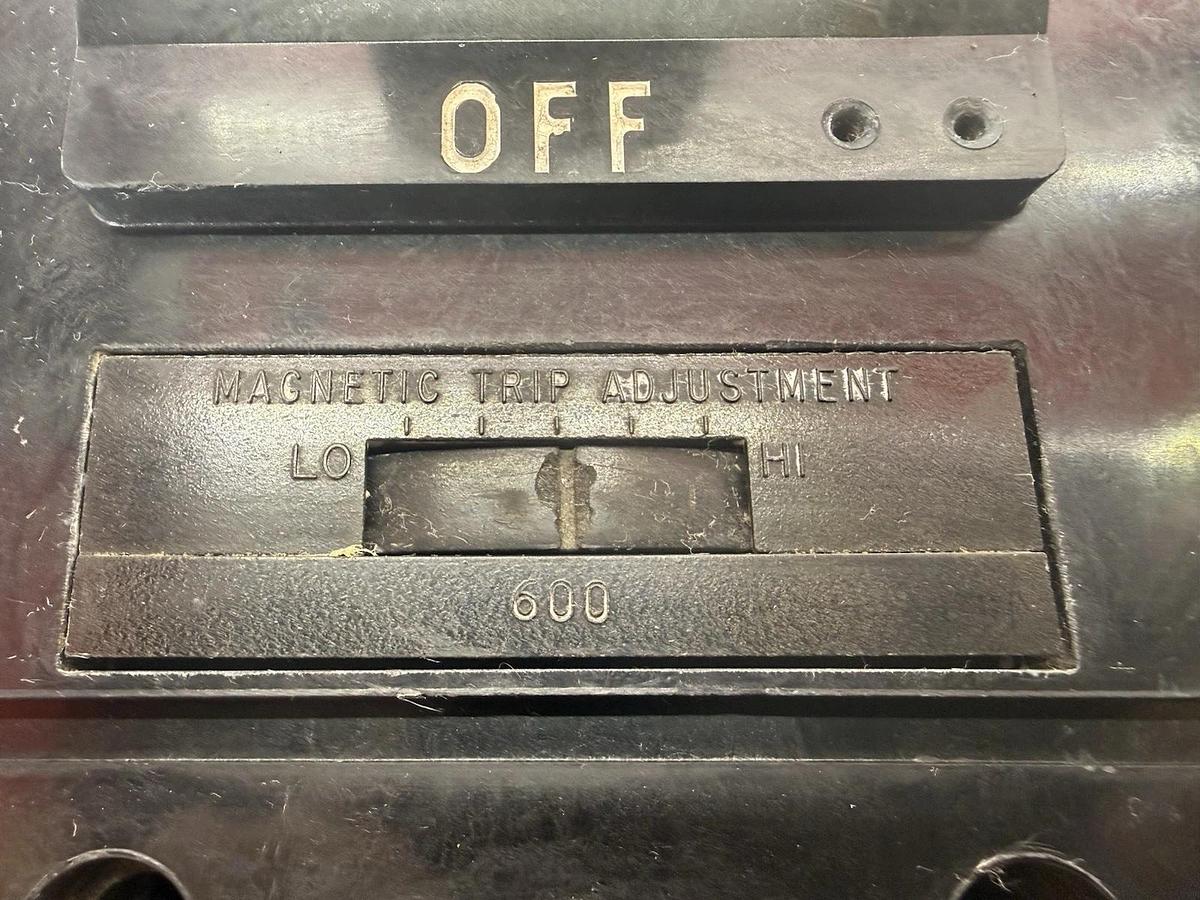 OFF
MAGNETIC TRIP ADJUSTMENT
LO HI
600